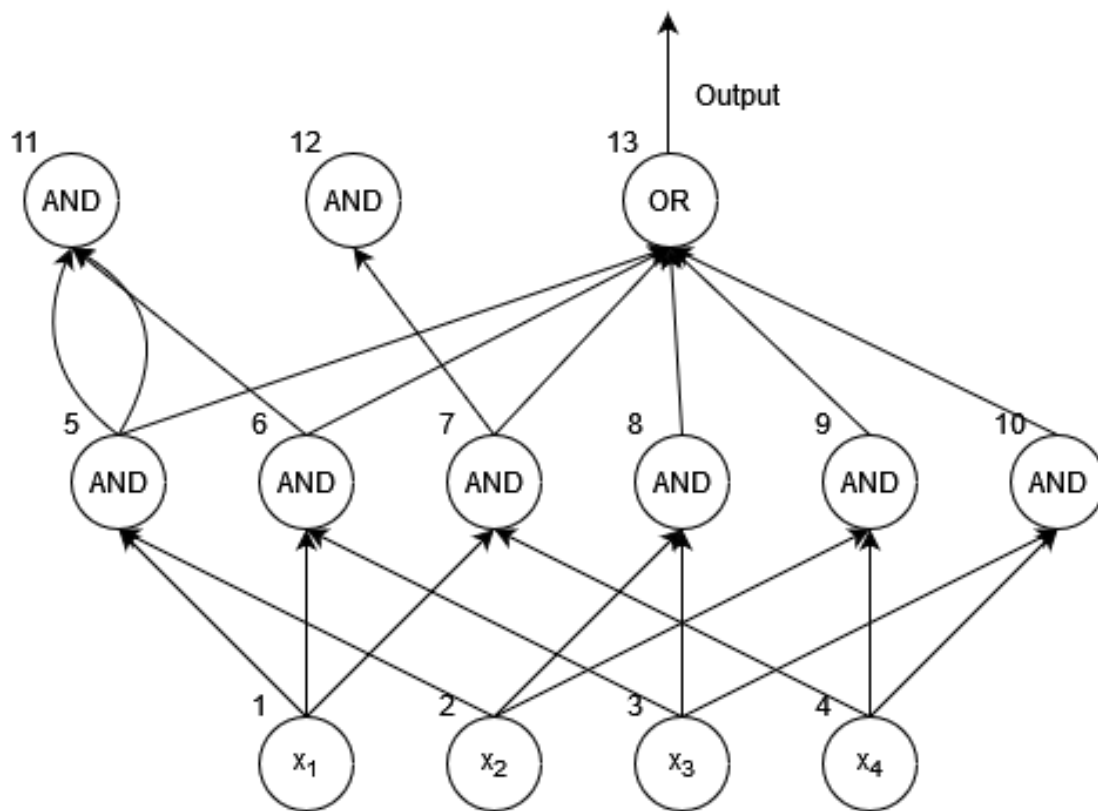 Output
11 12 13
AND AND OR
5 6 7 8 9 10
AND AND AND AND AND AND
1 2 3 4
x₁ x₂ x₃ x₄